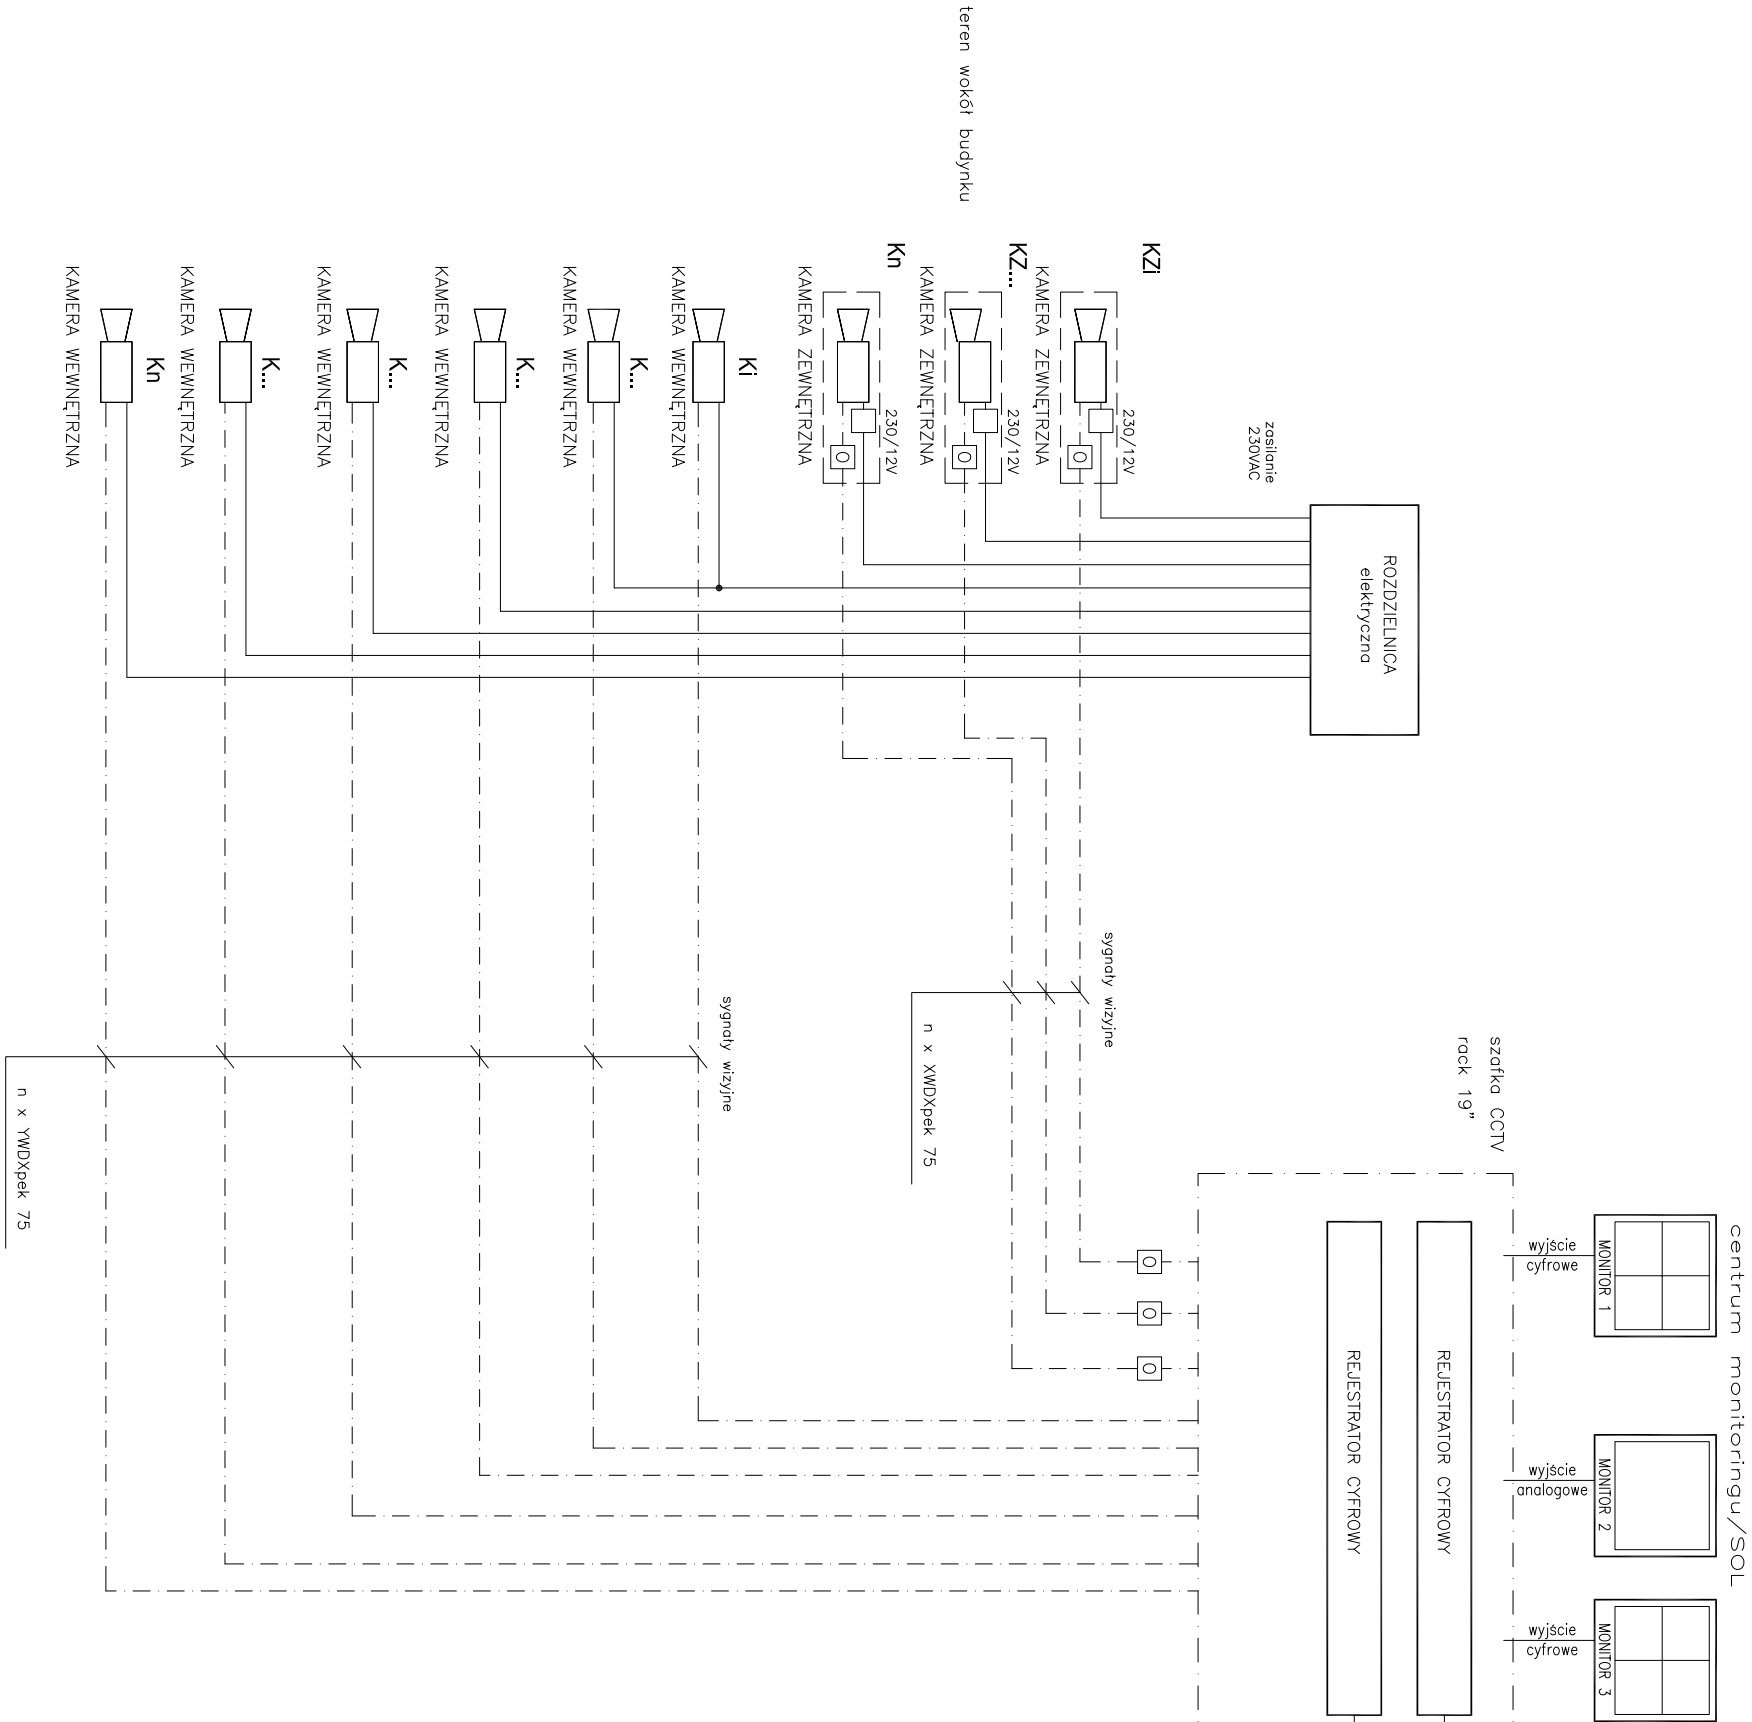 centrum monitoringu/SOL
MONITOR 1
MONITOR 2
MONITOR 3
wyjście
cyfrowe
wyjście
analogowe
wyjście
cyfrowe
szafka CCTV
rack 19"
REJESTRATOR CYFROWY
REJESTRATOR CYFROWY
ROZDZIELNICA
elektryczna
zasilanie
230VAC
teren wokół budynku
KZi
230/12V
KAMERA ZEWNĘTRZNA
KZ...
230/12V
KAMERA ZEWNĘTRZNA
Kn
230/12V
KAMERA ZEWNĘTRZNA
O
O
O
O
O
O
sygnały wizyjne
n x XWDXpek 75
Ki
KAMERA WEWNĘTRZNA
K...
KAMERA WEWNĘTRZNA
K...
KAMERA WEWNĘTRZNA
K...
KAMERA WEWNĘTRZNA
K...
KAMERA WEWNĘTRZNA
Kn
KAMERA WEWNĘTRZNA
sygnały wizyjne
n x YWDXpek 75